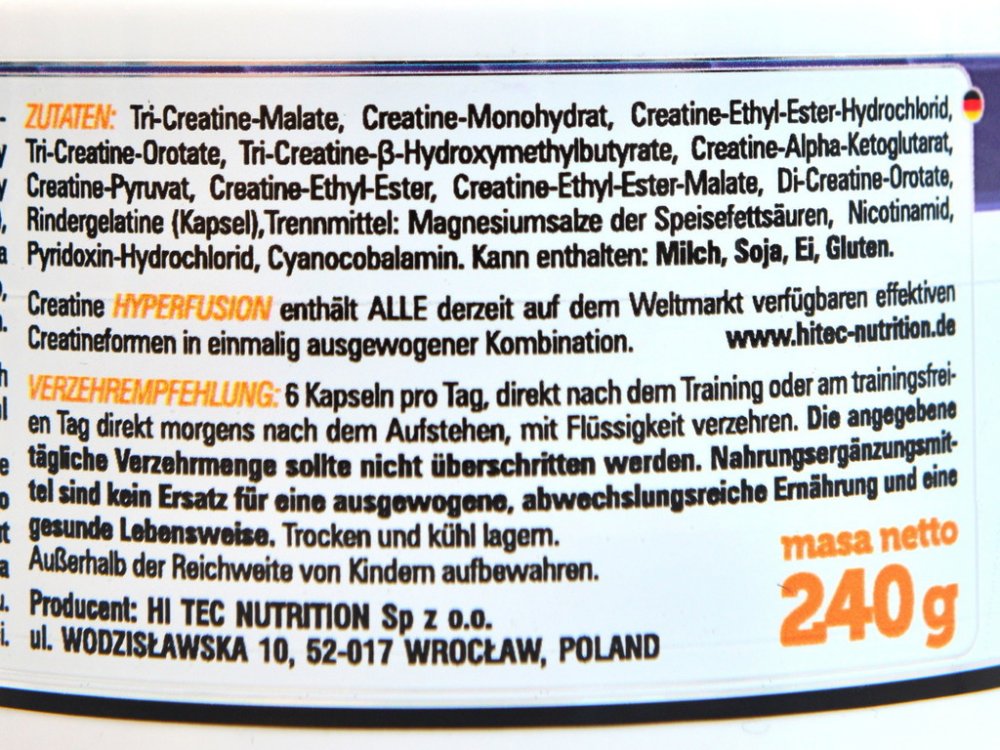 ZUTATEN: Tri-Creatine-Malate, Creatine-Monohydrat, Creatine-Ethyl-Ester-Hydrochlorid,
Tri-Creatine-Orotate, Tri-Creatine-β-Hydroxymethylbutyrate, Creatine-Alpha-Ketoglutarat,
Creatine-Pyruvat, Creatine-Ethyl-Ester, Creatine-Ethyl-Ester-Malate, Di-Creatine-Orotate,
Rindergelatine (Kapsel),Trennmittel: Magnesiumsalze der Speisefettsäuren, Nicotinamid,
Pyridoxin-Hydrochlorid, Cyanocobalamin. Kann enthalten: Milch, Soja, Ei, Gluten.
Creatine HYPERFUSION enthält ALLE derzeit auf dem Weltmarkt verfügbaren effektiven
Creatineformen in einmalig ausgewogener Kombination. www.hitec-nutrition.de
VERZEHREMPFEHLUNG: 6 Kapseln pro Tag, direkt nach dem Training oder am trainingsfrei-
en Tag direkt morgens nach dem Aufstehen, mit Flüssigkeit verzehren. Die angegebene
tägliche Verzehrmenge sollte nicht überschritten werden. Nahrungsergänzungsmit-
tel sind kein Ersatz für eine ausgewogene, abwechslungsreiche Ernährung und eine
gesunde Lebensweise. Trocken und kühl lagern.
Außerhalb der Reichweite von Kindern aufbewahren.
masa netto
240 g
Producent: HI TEC NUTRITION Sp z o.o.
ul. WODZISŁAWSKA 10, 52-017 WROCŁAW, POLAND